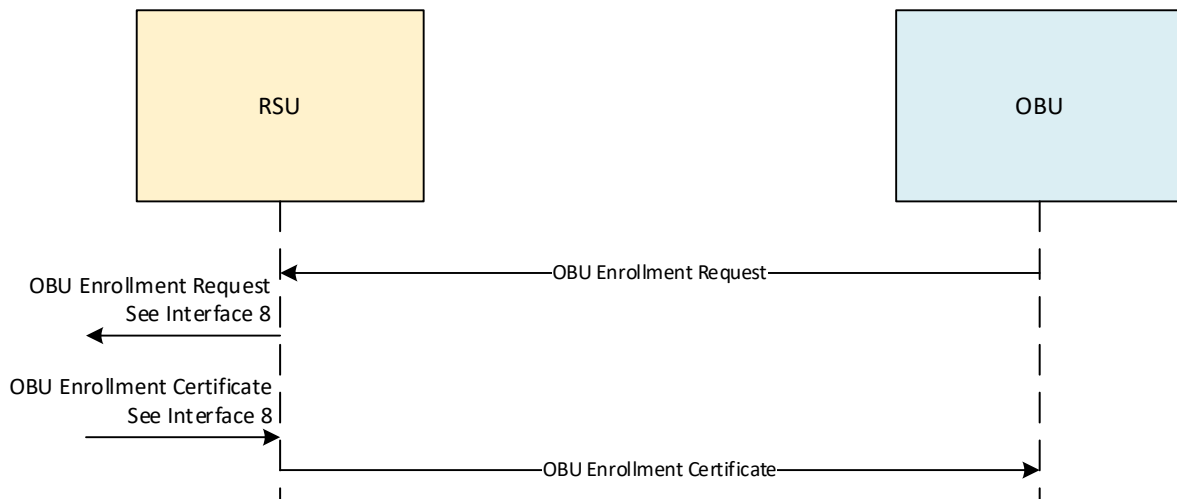 RSU
OBU
OBU Enrollment Request
OBU Enrollment Request
See Interface 8
OBU Enrollment Certificate
See Interface 8
OBU Enrollment Certificate